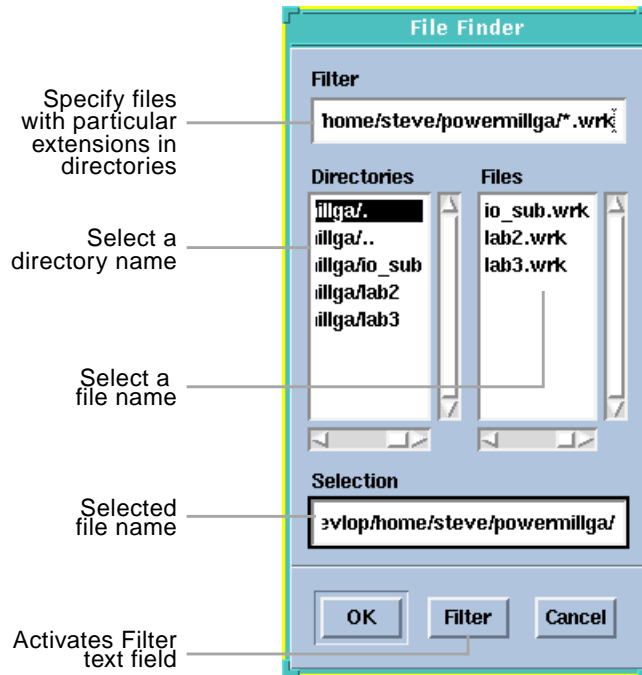 File Finder
Filter
home/steve/powermillga/*.wrk
Directories
illga/.
illga/..
illga/io_sub
illga/lab2
illga/lab3
Files
io_sub.wrk
lab2.wrk
lab3.wrk
Selection
evlop/home/steve/powermillga/
OK
Filter
Cancel
Specify files
with particular
extensions in
directories
Select a
directory name
Select a
file name
Selected
file name
Activates Filter
text field